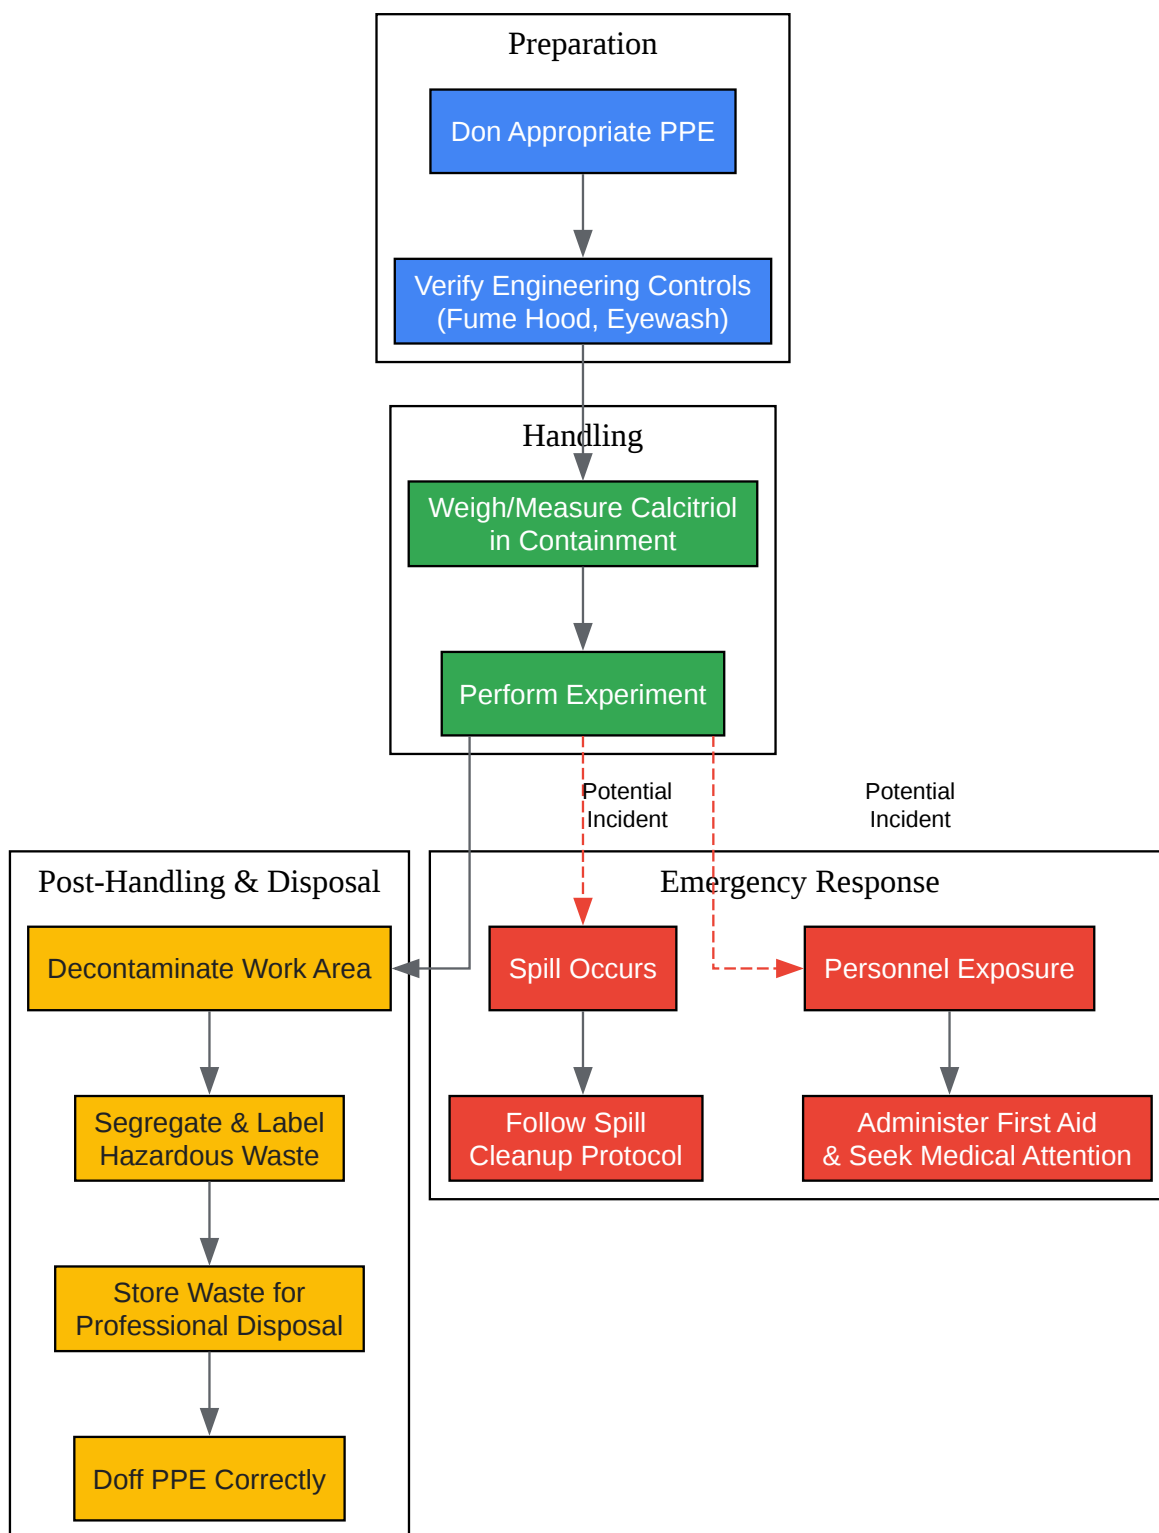 Preparation
Don Appropriate PPE
Verify Engineering Controls
(Fume Hood, Eyewash)
Handling
Weigh/Measure Calcitriol
in Containment
Perform Experiment
Potential
Incident
Potential
Incident
Post-Handling & Disposal
Decontaminate Work Area
Segregate & Label
Hazardous Waste
Store Waste for
Professional Disposal
Doff PPE Correctly
Emergency Response
Spill Occurs
Follow Spill
Cleanup Protocol
Personnel Exposure
Administer First Aid
& Seek Medical Attention